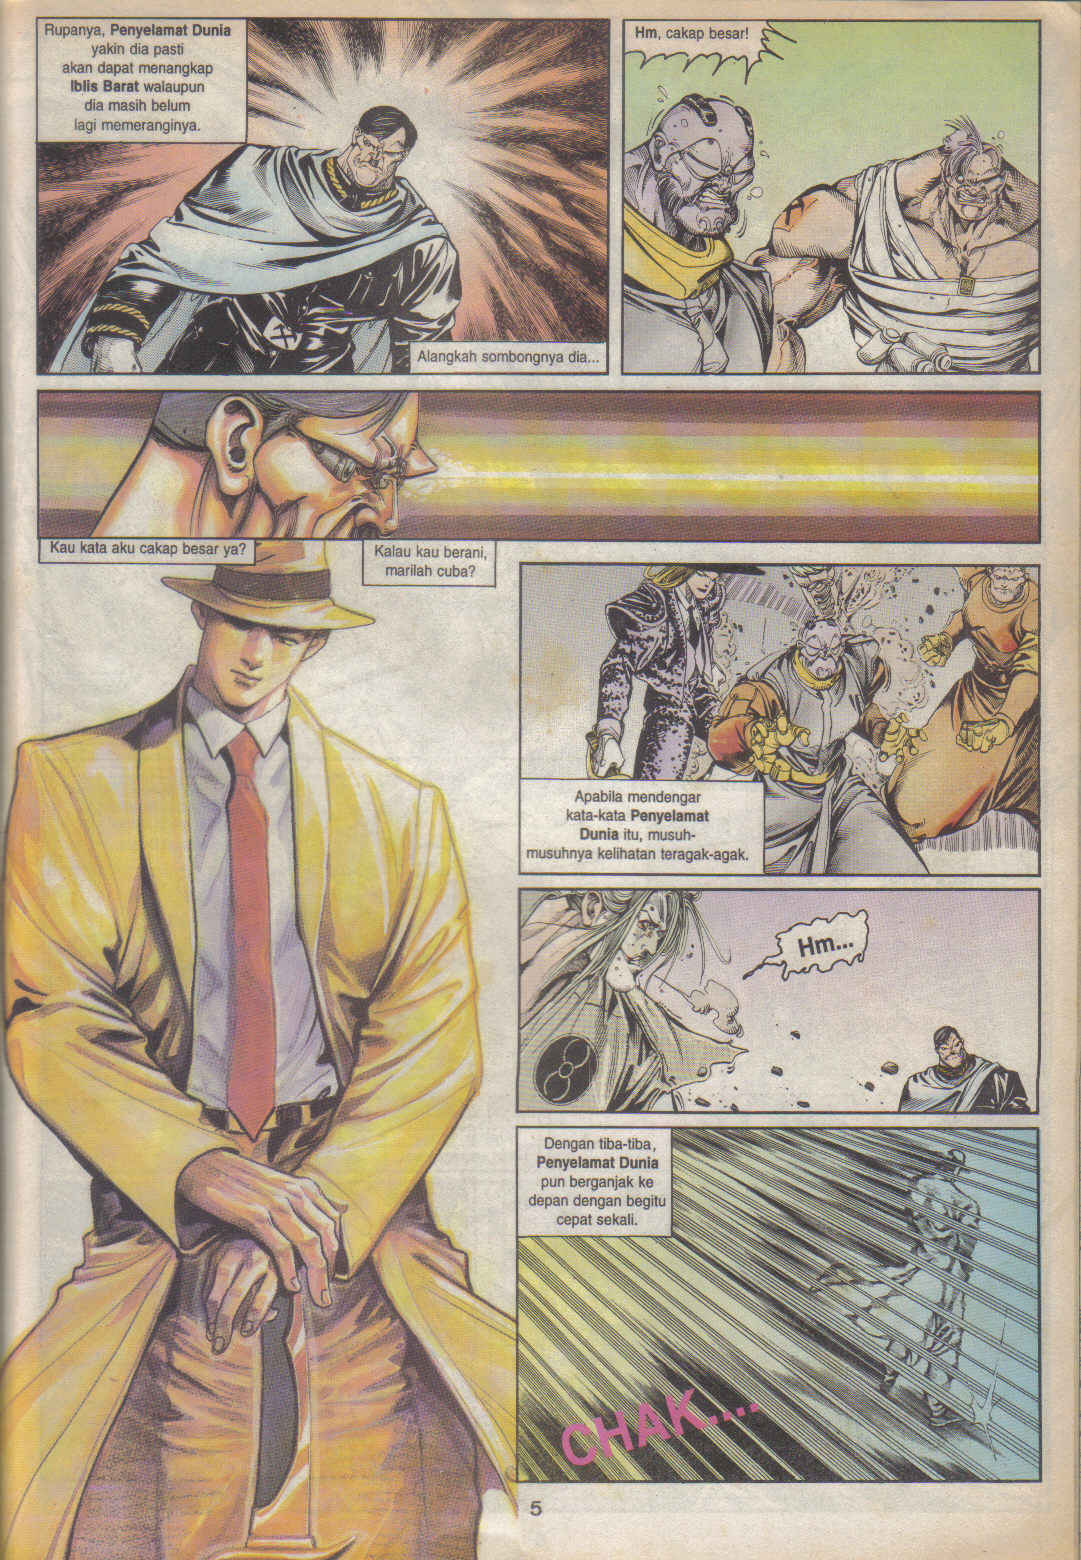 Rupanya, Penyelamat Dunia
yakin dia pasti
akan dapat menangkap
Iblis Barat walaupun
dia masih belum
lagi memeranginya.
Alangkah sombongnya dia...
Hm, cakap besar!
Kau kata aku cakap besar ya?
Kalau kau berani,
marilah cuba?
Apabila mendengar
kata-kata Penyelamat
Dunia itu, musuh-
musuhnya kelihatan teragak-agak.
Hm...
Dengan tiba-tiba,
Penyelamat Dunia
pun berganjak ke
depan dengan begitu
cepat sekali.
CHAK....
5